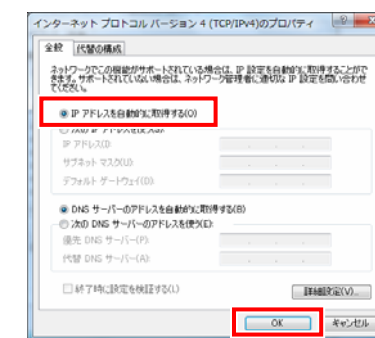 インターネット プロトコル バージョン 4 (TCP/IPv4)のプロパティ
全般
代替の構成
ネットワークでこの機能がサポートされている場合は、IP 設定を自動的に取得することがで
きます。サポートされていない場合は、ネットワーク管理者に適切な IP 設定を問い合わせ
てください。
IP アドレスを自動的に取得する(O)
次の IP アドレスを使う(S):
IP アドレス(I):
サブネット マスク(U):
デフォルト ゲートウェイ(D):
DNS サーバーのアドレスを自動的に取得する(B)
次の DNS サーバーのアドレスを使う(E):
優先 DNS サーバー(P):
代替 DNS サーバー(A):
終了時に設定を検証する(L)
詳細設定(V)...
OK
キャンセル